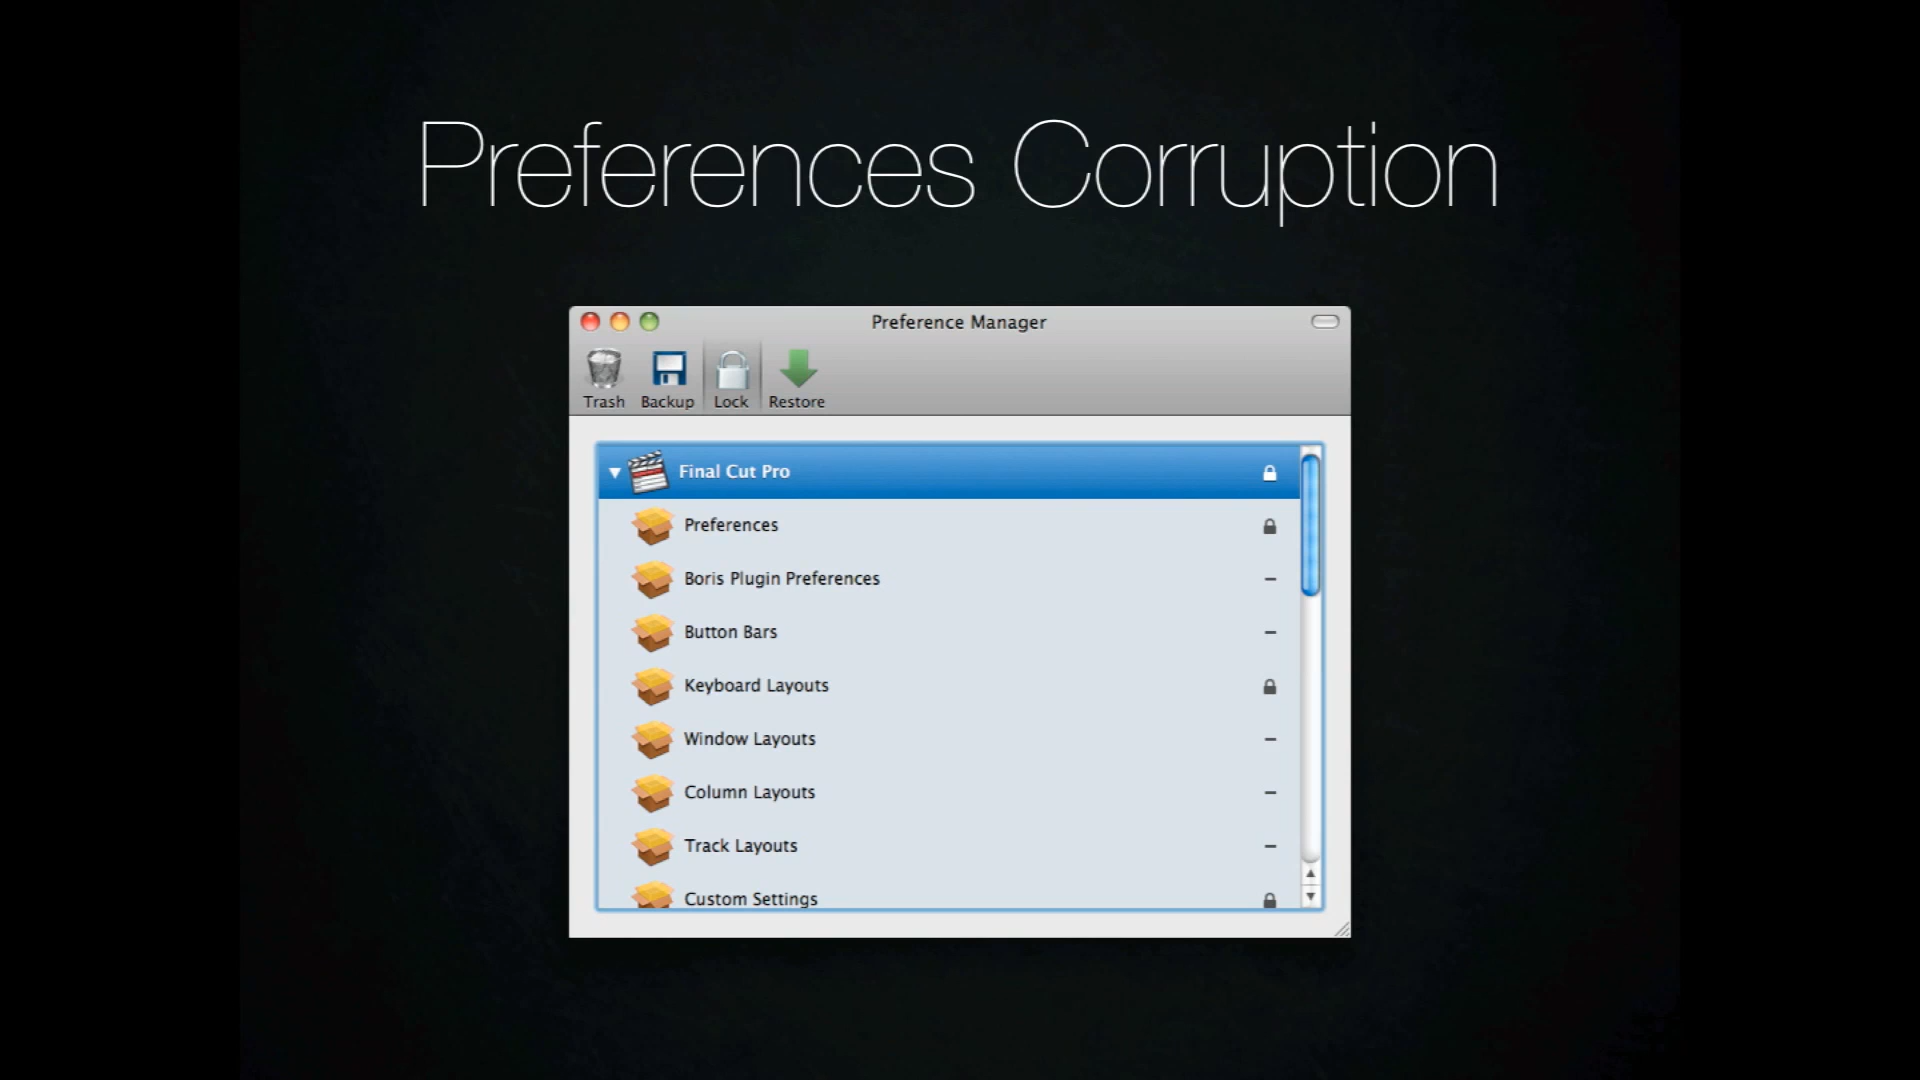 Preferences Corruption
Preference Manager
Trash Backup Lock Restore
Final Cut Pro
Preferences
Boris Plugin Preferences
Button Bars
Keyboard Layouts
Window Layouts
Column Layouts
Track Layouts
Custom Settings